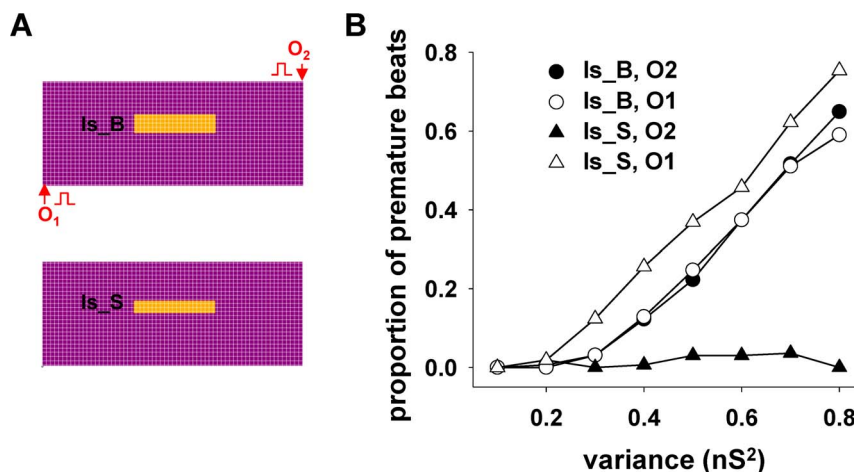 A
O2
Is_B
O1
Is_S
B
proportion of premature beats
0.8
0.6
0.4
0.2
0.0
Is_B, O2
Is_B, O1
Is_S, O2
Is_S, O1
0.2 0.4 0.6 0.8
variance (nS²)